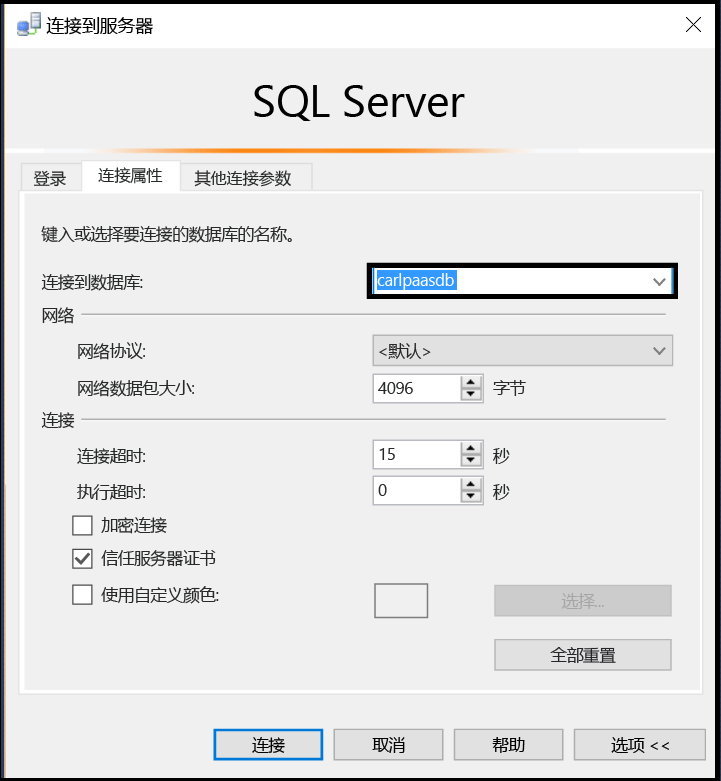 连接到服务器
SQL Server
登录 连接属性 其他连接参数
键入或选择要连接的数据库的名称。
连接到数据库: carlpaasdb
网络
网络协议: <默认>
网络数据包大小: 4096 字节
连接
连接超时: 15 秒
执行超时: 0 秒
加密连接
信任服务器证书
使用自定义颜色: 选择...
全部重置
连接 取消 帮助 选项 <<